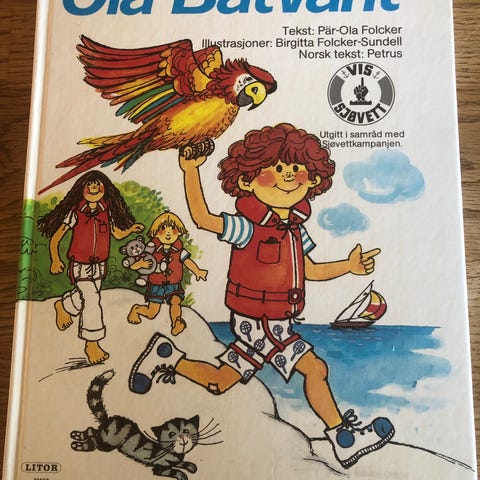 Ola Båtvant
Tekst: Pär-Ola Folcker
Illustrasjoner: Birgitta Folcker-Sundell
Norsk tekst: Petrus
VIS
SJØVETT
Utgitt i samråd med
Sjøvettkampanjen.
LITOR